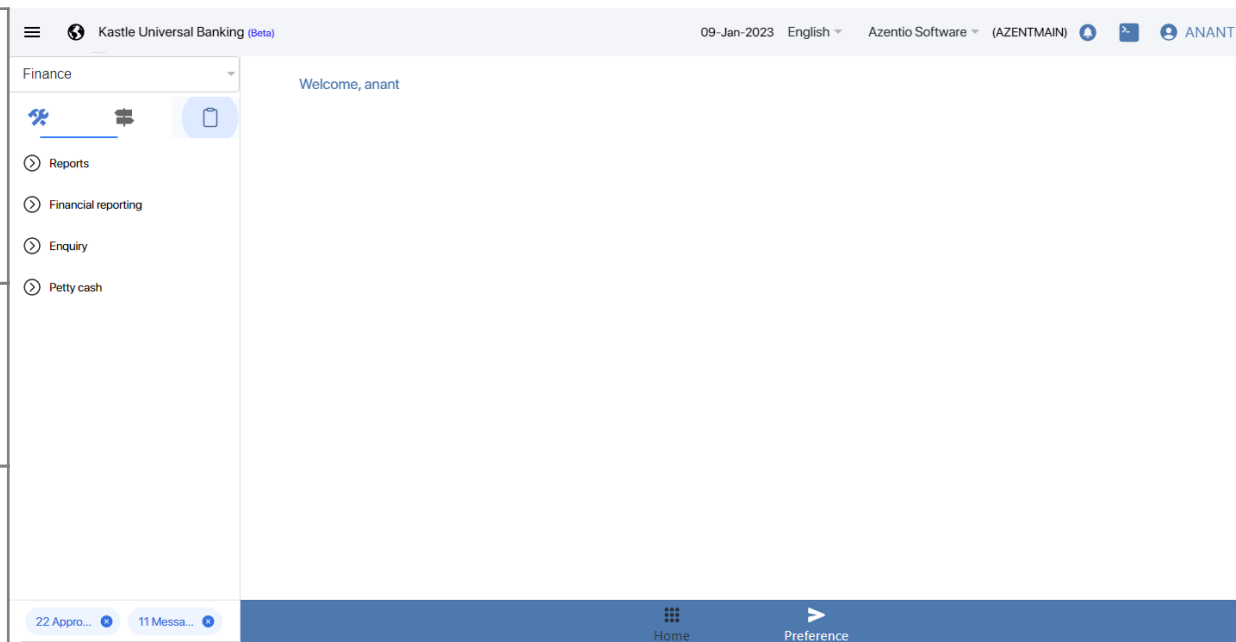 Kastle Universal Banking (Beta) 09-Jan-2023 English Azentio Software (AZENTMAIN) ANANT
Finance
Welcome, anant
Reports
Financial reporting
Enquiry
Petty cash
22 Appro... 11 Messa...
Home Preference